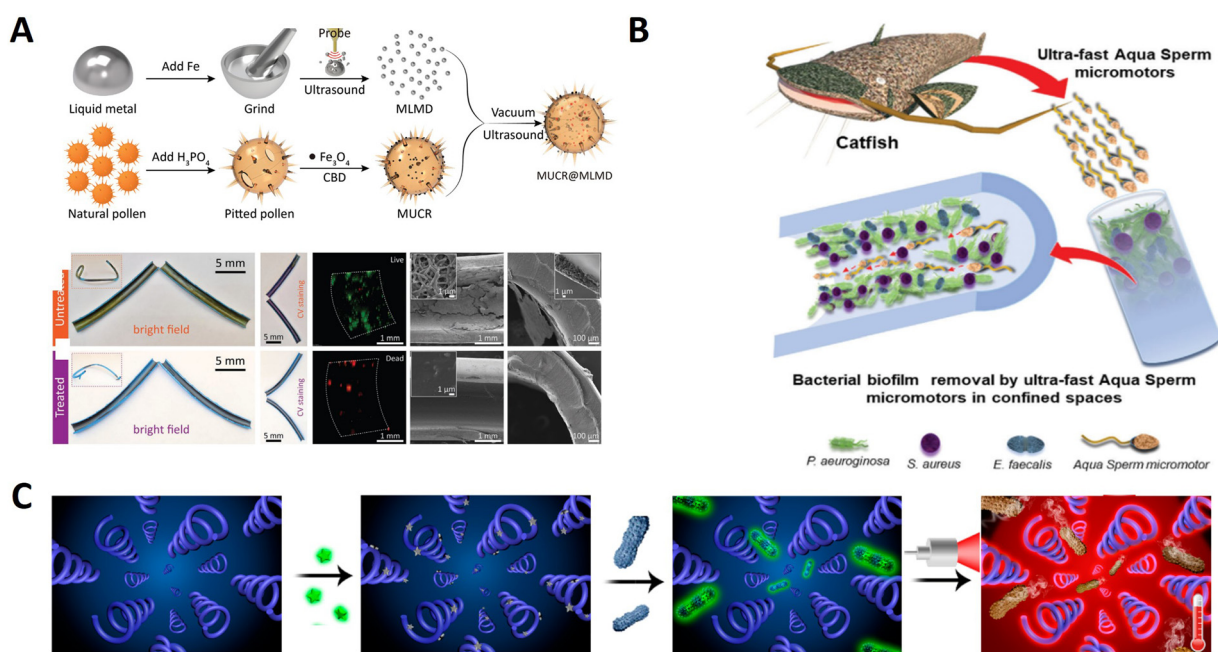 A
Liquid metal
Add Fe
Grind
Probe
Ultrasound
MLMD
Natural pollen
Add H3PO4
Pitted pollen
Fe3O4
CBD
MUCR
Vacuum
Ultrasound
MUCR@MLMD
Untreated
5 mm
bright field
CV staining
5 mm
Live
1 mm
1 μm
1 mm
1 μm
100 μm
Treated
5 mm
bright field
CV staining
5 mm
Dead
1 mm
1 μm
1 mm
100 μm
B
Ultra-fast Aqua Sperm
micromotors
Catfish
Bacterial biofilm removal by ultra-fast Aqua Sperm
micromotors in confined spaces
P. aeuroginosa
S. aureus
E. faecalis
Aqua Sperm micromotor
C